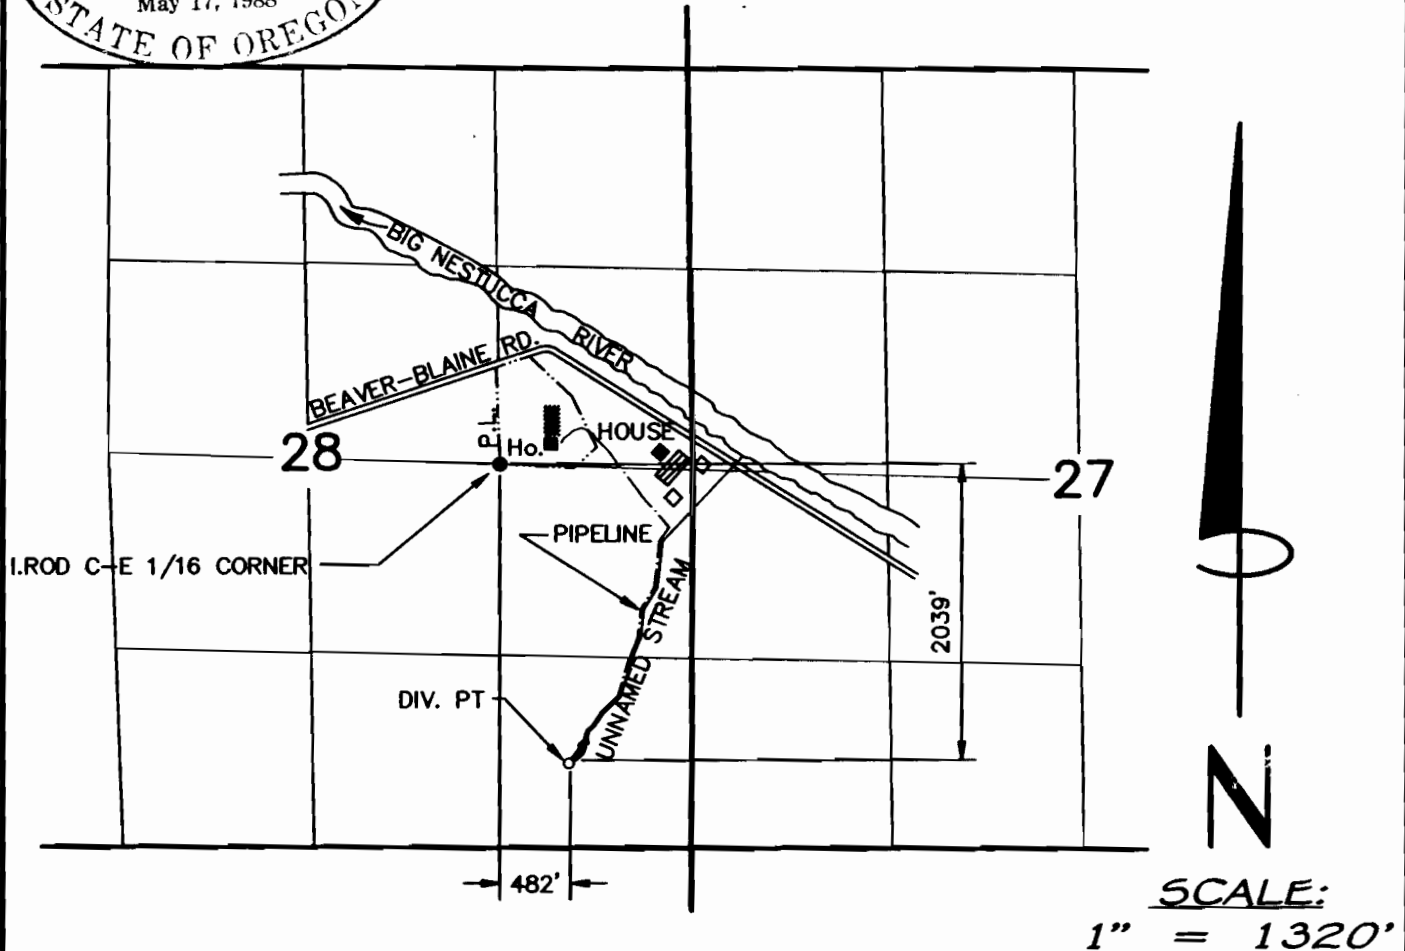 May 17, 1988
STATE OF OREGON
BIG NESTUCCA RIVER
BEAVER-BLAINE RD.
P.L.
28
Ho.
HOUSE
27
PIPELINE
I.ROD C-E 1/16 CORNER
UNNAMED STREAM
2039'
DIV. PT
482'
N
SCALE:
1" = 1320'